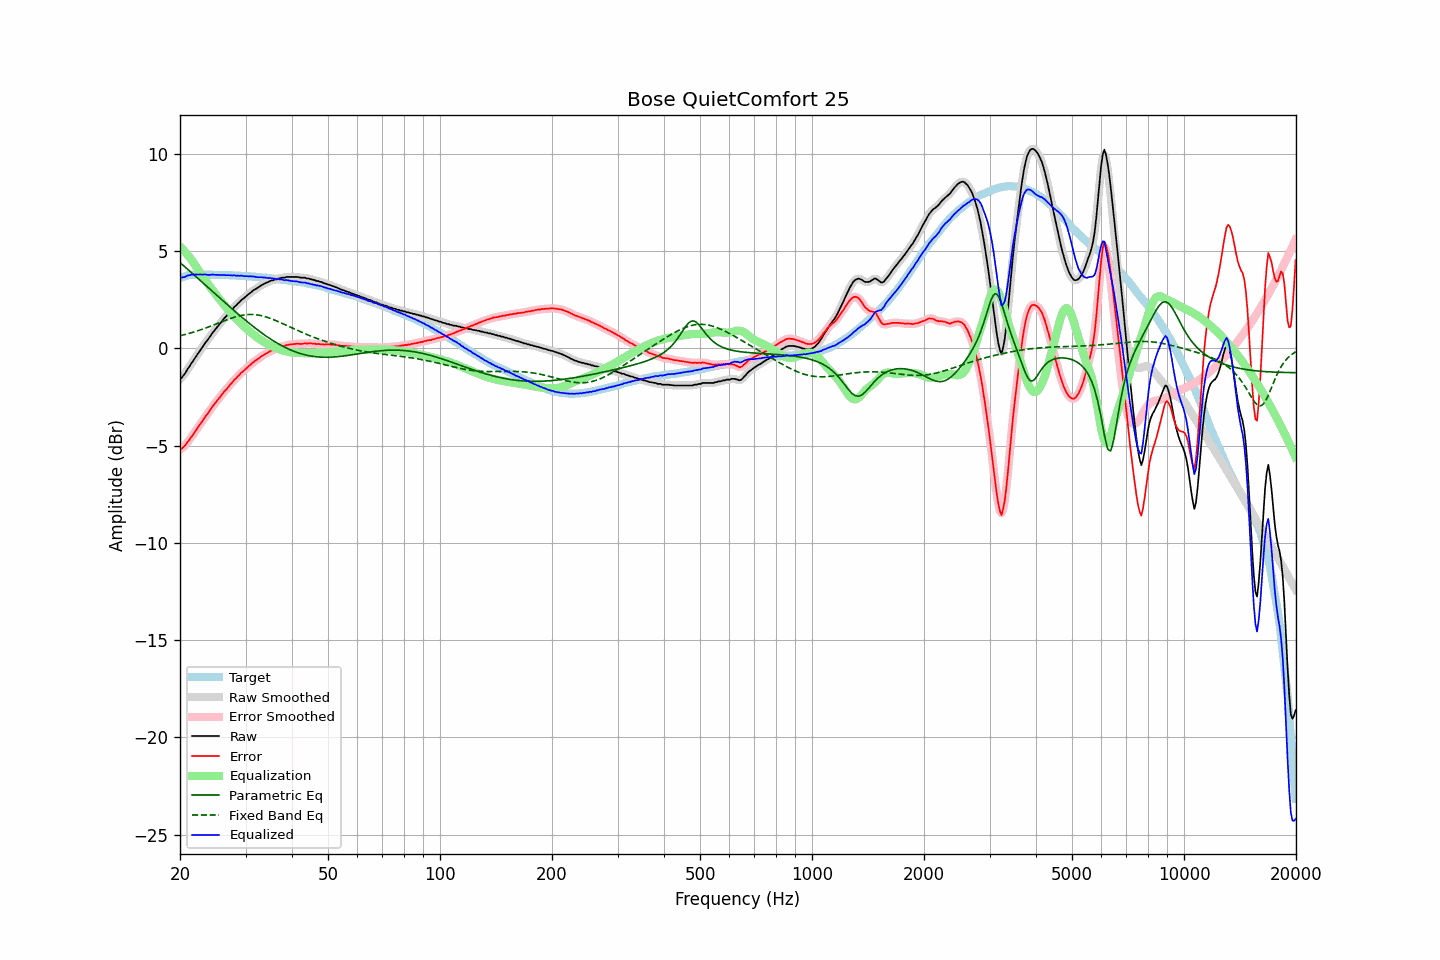 Bose QuietComfort 25
Amplitude (dBr)
10
5
0
−5
−10
−15
−20
−25
Target
Raw Smoothed
Error Smoothed
Raw
Error
Equalization
Parametric Eq
Fixed Band Eq
Equalized
20 50 100 200 500 1000 2000 5000 10000 20000
Frequency (Hz)